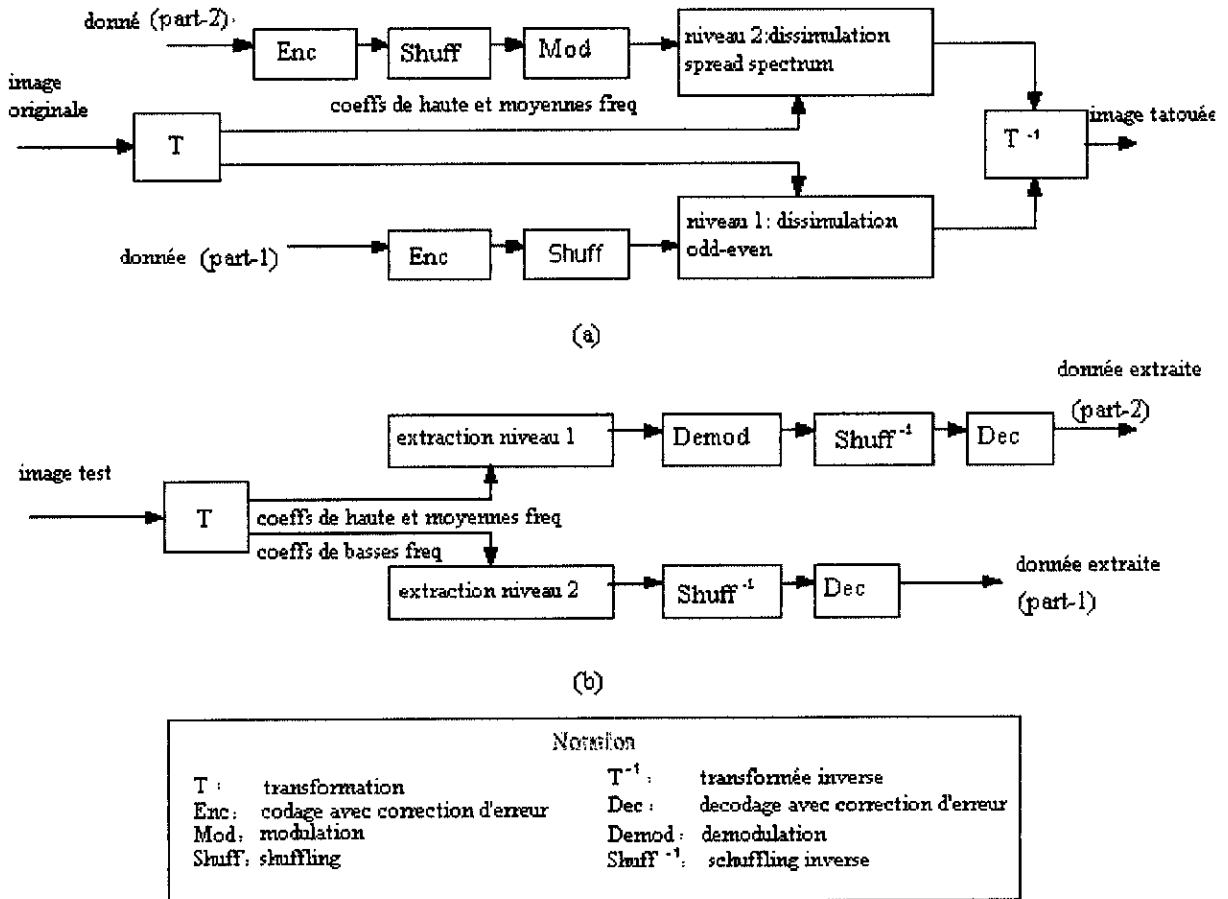 donné (part-2).
Enc
Shuff
Mod
niveau 2:dissimulation
spread spectrum
image
originale
coeffs de haute et moyennes freq
T
T -1
image tatouée
niveau 1: dissimulation
odd-even
donnée (part-1)
Enc
Shuff
(a)
donnée extraite
(part-2)
extraction niveau 1
Demod
Shuff -1
Dec
image test
T
coeffs de haute et moyennes freq
coeffs de basses freq
extraction niveau 2
Shuff -1
Dec
donnée extraite
(part-1)
(b)
Notation
T : transformation
Enc: codage avec correction d'erreur
Mod: modulation
Shuff: shuffling
T-1 : transformée inverse
Dec : decodage avec correction d'erreur
Demod : demodulation
Shuff -1 : schuffling inverse